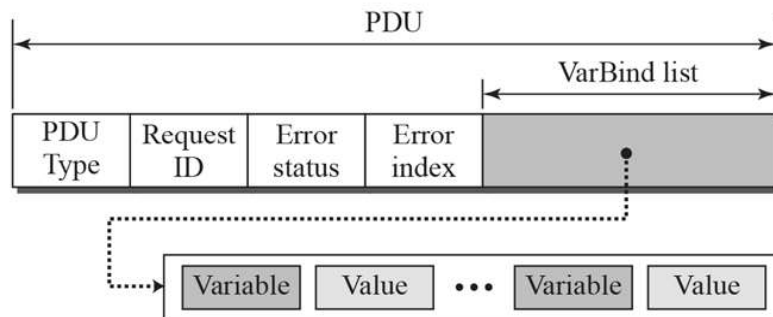 PDU
VarBind list
PDU Type
Request ID
Error status
Error index
Variable Value ••• Variable Value